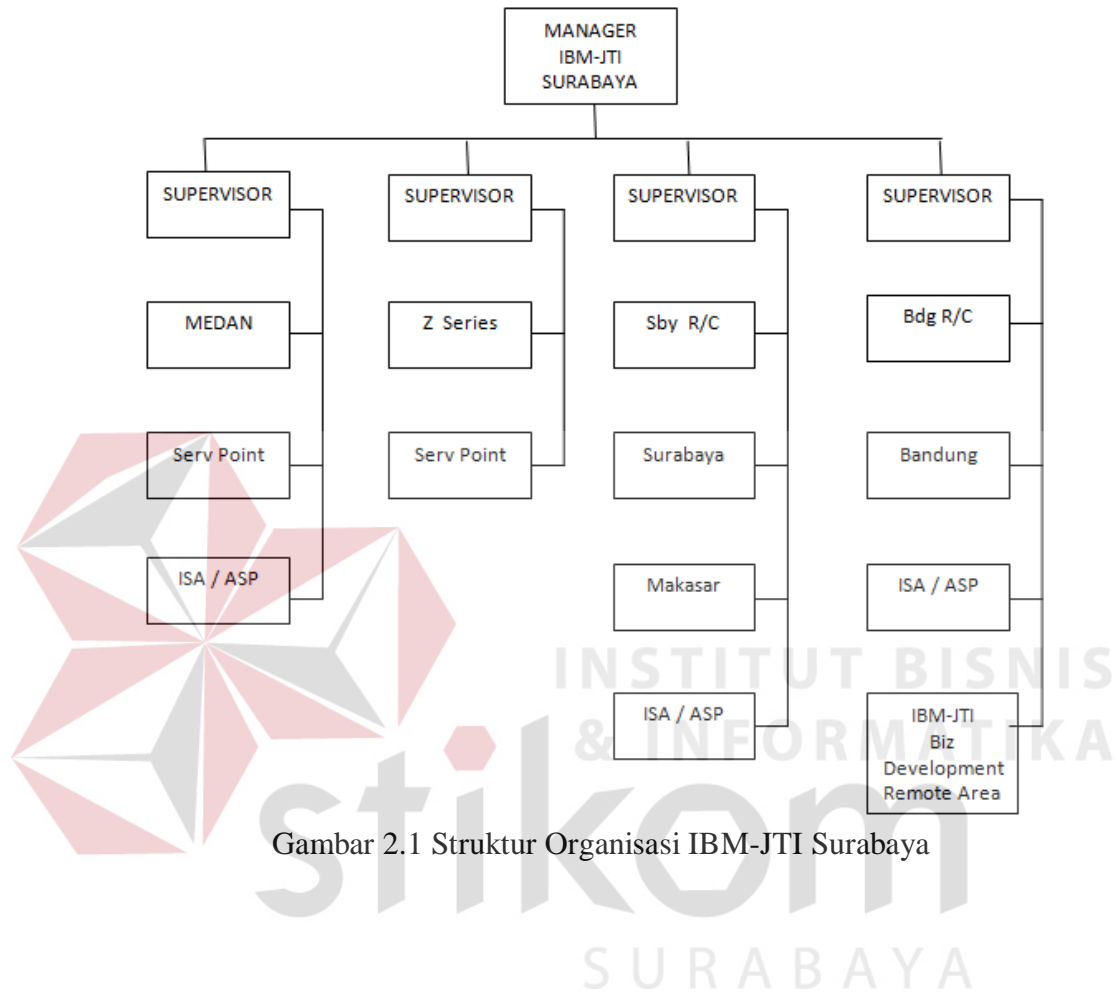 MANAGER
IBM-JTI
SURABAYA
SUPERVISOR
SUPERVISOR
SUPERVISOR
SUPERVISOR
MEDAN
Z Series
Sby R/C
Bdg R/C
Serv Point
Serv Point
Surabaya
Bandung
ISA / ASP
Makasar
ISA / ASP
ISA / ASP
IBM-JTI
Biz
Development
Remote Area
INSTITUT BISNIS
& INFORMATIKA
stikom
SURABAYA
Gambar 2.1 Struktur Organisasi IBM-JTI Surabaya